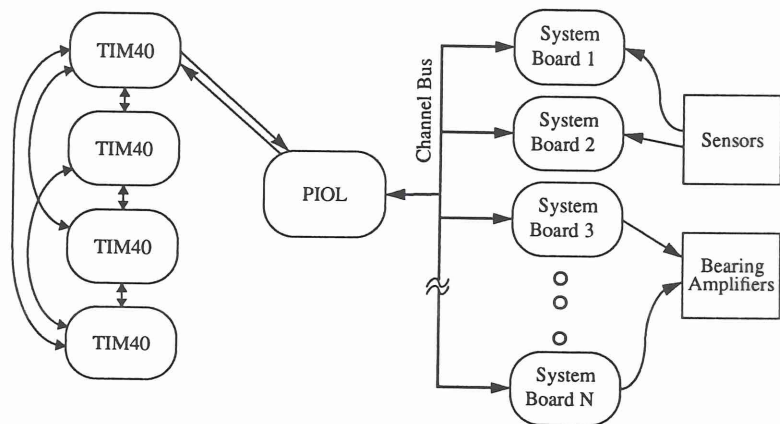 TIM40
TIM40
TIM40
TIM40
PIOL
Channel Bus
System
Board 1
System
Board 2
System
Board 3
System
Board N
Sensors
Bearing
Amplifiers